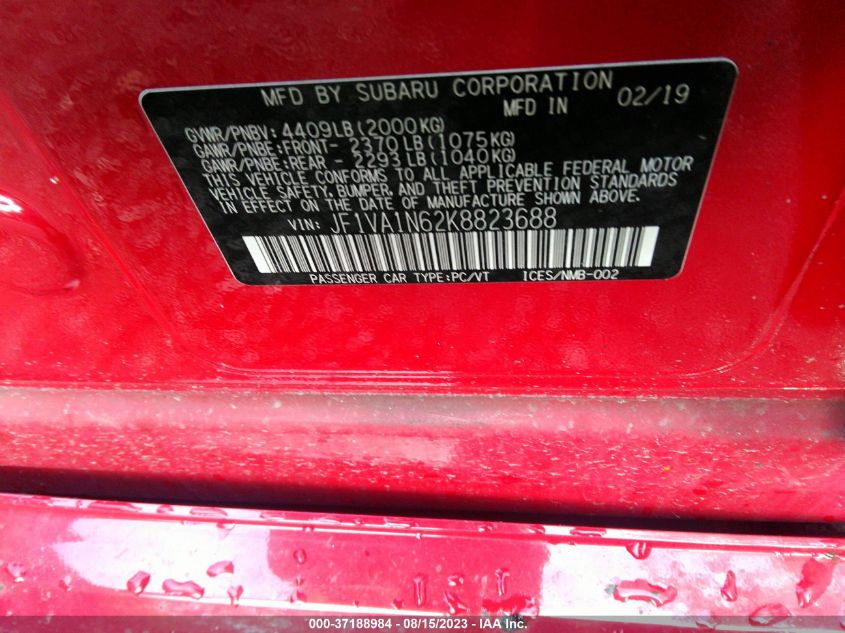 MFD BY SUBARU CORPORATION
MFD IN 02/19
GVWR/PNBV: 4409LB(2000KG)
GAWR/PNBE:FRONT- 2370LB(1075KG)
GAWR/PNBE:REAR - 2293LB(1040KG)
THIS VEHICLE CONFORMS TO ALL APPLICABLE FEDERAL MOTOR
VEHICLE SAFETY, BUMPER, AND THEFT PREVENTION STANDARDS
IN EFFECT ON THE DATE OF MANUFACTURE SHOWN ABOVE.
VIN: JF1VA1N62K8823688
PASSENGER CAR TYPE:PC/VT ICES/NMB-002
000-37188984 - 08/15/2023 - IAA Inc.